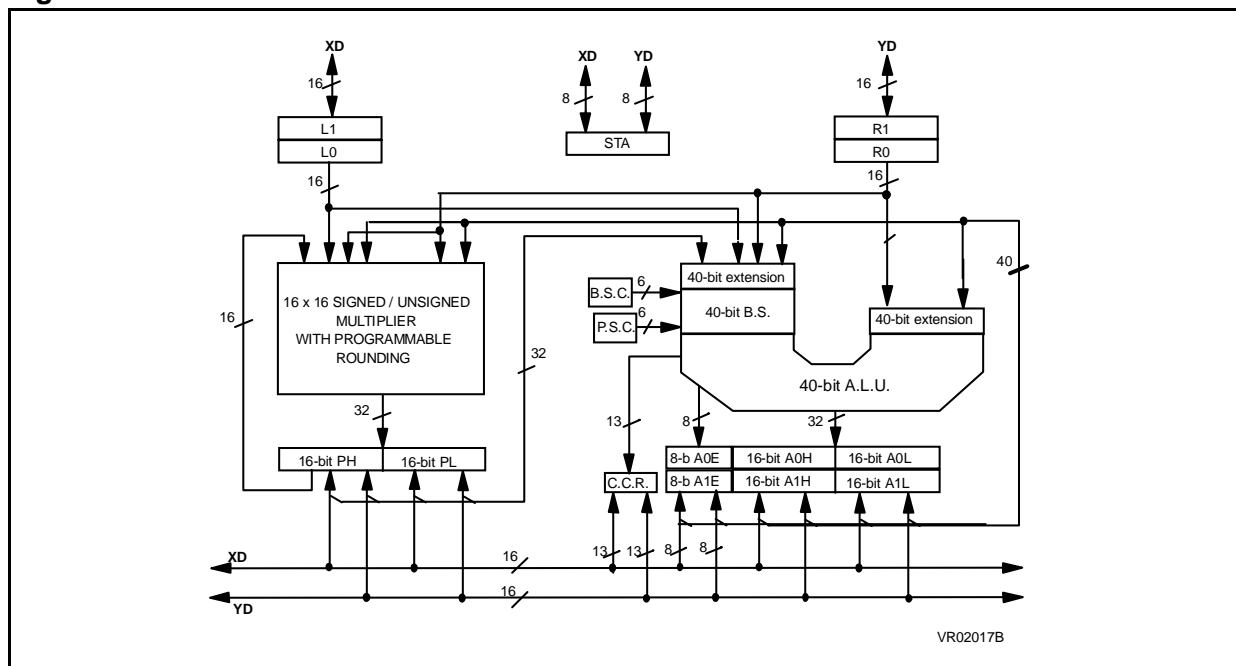 XD
XD
YD
YD
16
8
8
16
L1
L0
STA
R1
R0
16
16
40
40-bit extension
B.S.C.
6
16 x 16 SIGNED / UNSIGNED
MULTIPLIER
WITH PROGRAMMABLE
ROUNDING
16
40-bit B.S.
P.S.C.
6
40-bit extension
32
40-bit A.L.U.
32
13
8
32
16-bit PH
16-bit PL
8-b A0E
16-bit A0H
16-bit A0L
C.C.R.
8-b A1E
16-bit A1H
16-bit A1L
XD
16
13
13
8
8
YD
16
VR02017B